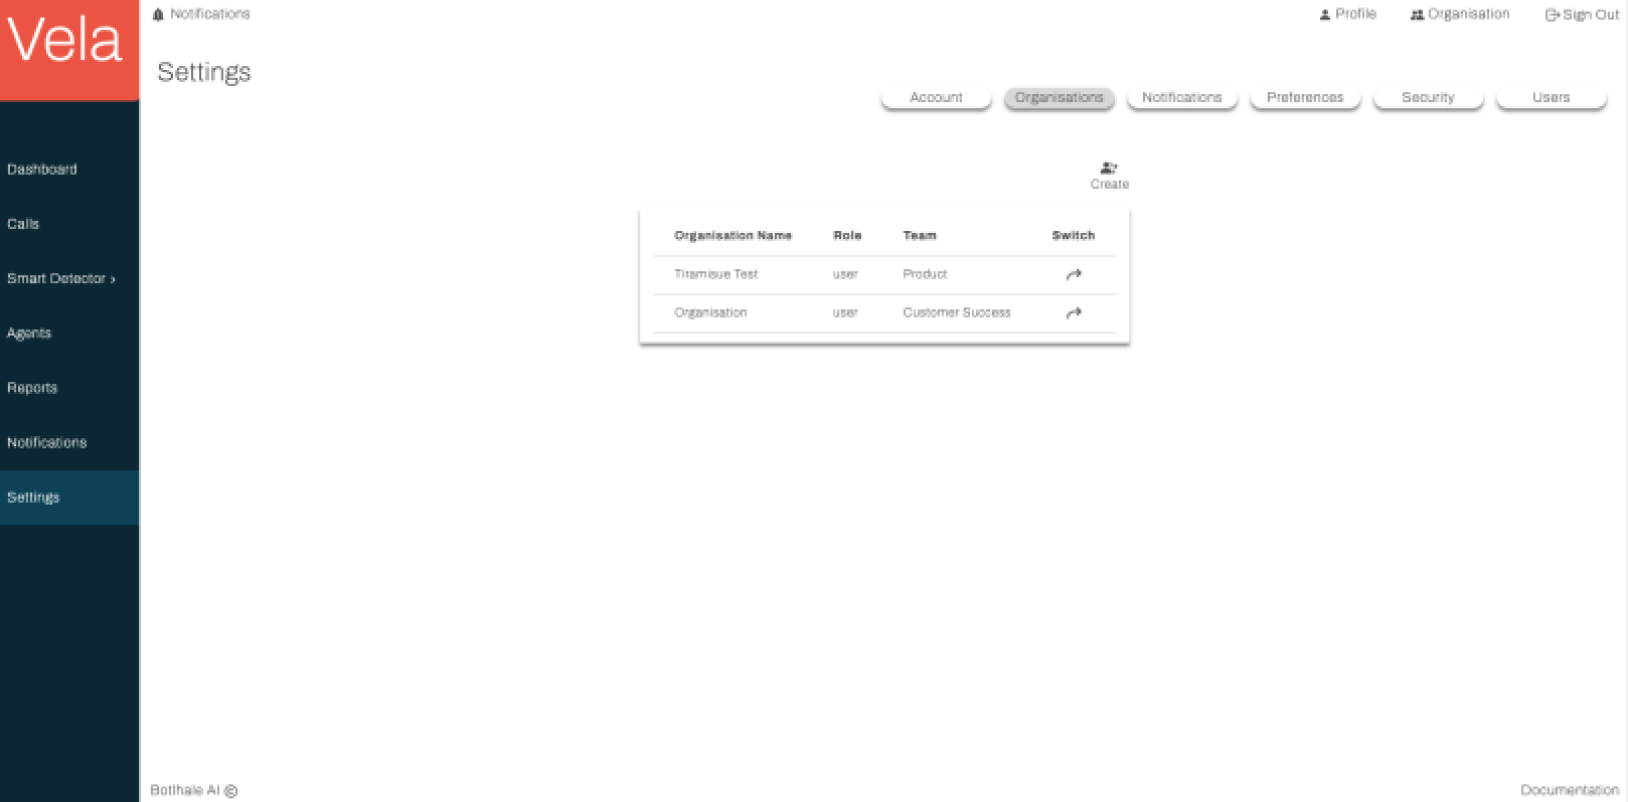 Vela
Notifications
Profile
Organisation
Sign Out
Settings
Account
Organisations
Notifications
Preferences
Security
Users
Dashboard
Calls
Smart Detector ›
Agents
Reports
Notifications
Settings
Create
Organisation Name Role Team Switch
Tiramisue Test user Product
Organisation user Customer Success
Botlhale AI ©
Documentation